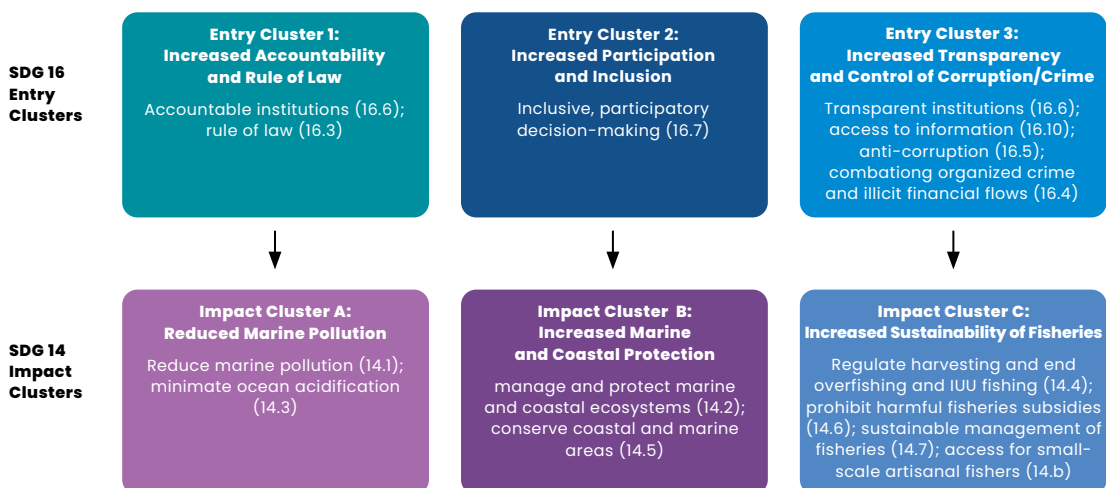 SDG 16
Entry
Clusters
Entry Cluster 1:
Increased Accountability
and Rule of Law
Accountable institutions (16.6);
rule of law (16.3)
Entry Cluster 2:
Increased Participation
and Inclusion
Inclusive, participatory
decision-making (16.7)
Entry Cluster 3:
Increased Transparency
and Control of Corruption/Crime
Transparent institutions (16.6);
access to information (16.10);
anti-corruption (16.5);
combationg organized crime
and illicit financial flows (16.4)
SDG 14
Impact
Clusters
Impact Cluster A:
Reduced Marine Pollution
Reduce marine pollution (14.1);
minimate ocean acidification
(14.3)
Impact Cluster B:
Increased Marine
and Coastal Protection
manage and protect marine
and coastal ecosystems (14.2);
conserve coastal and marine
areas (14.5)
Impact Cluster C:
Increased Sustainability of Fisheries
Regulate harvesting and end
overfishing and IUU fishing (14.4);
prohibit harmful fisheries subsidies
(14.6); sustainable management of
fisheries (14.7); access for small-
scale artisanal fishers (14.b)